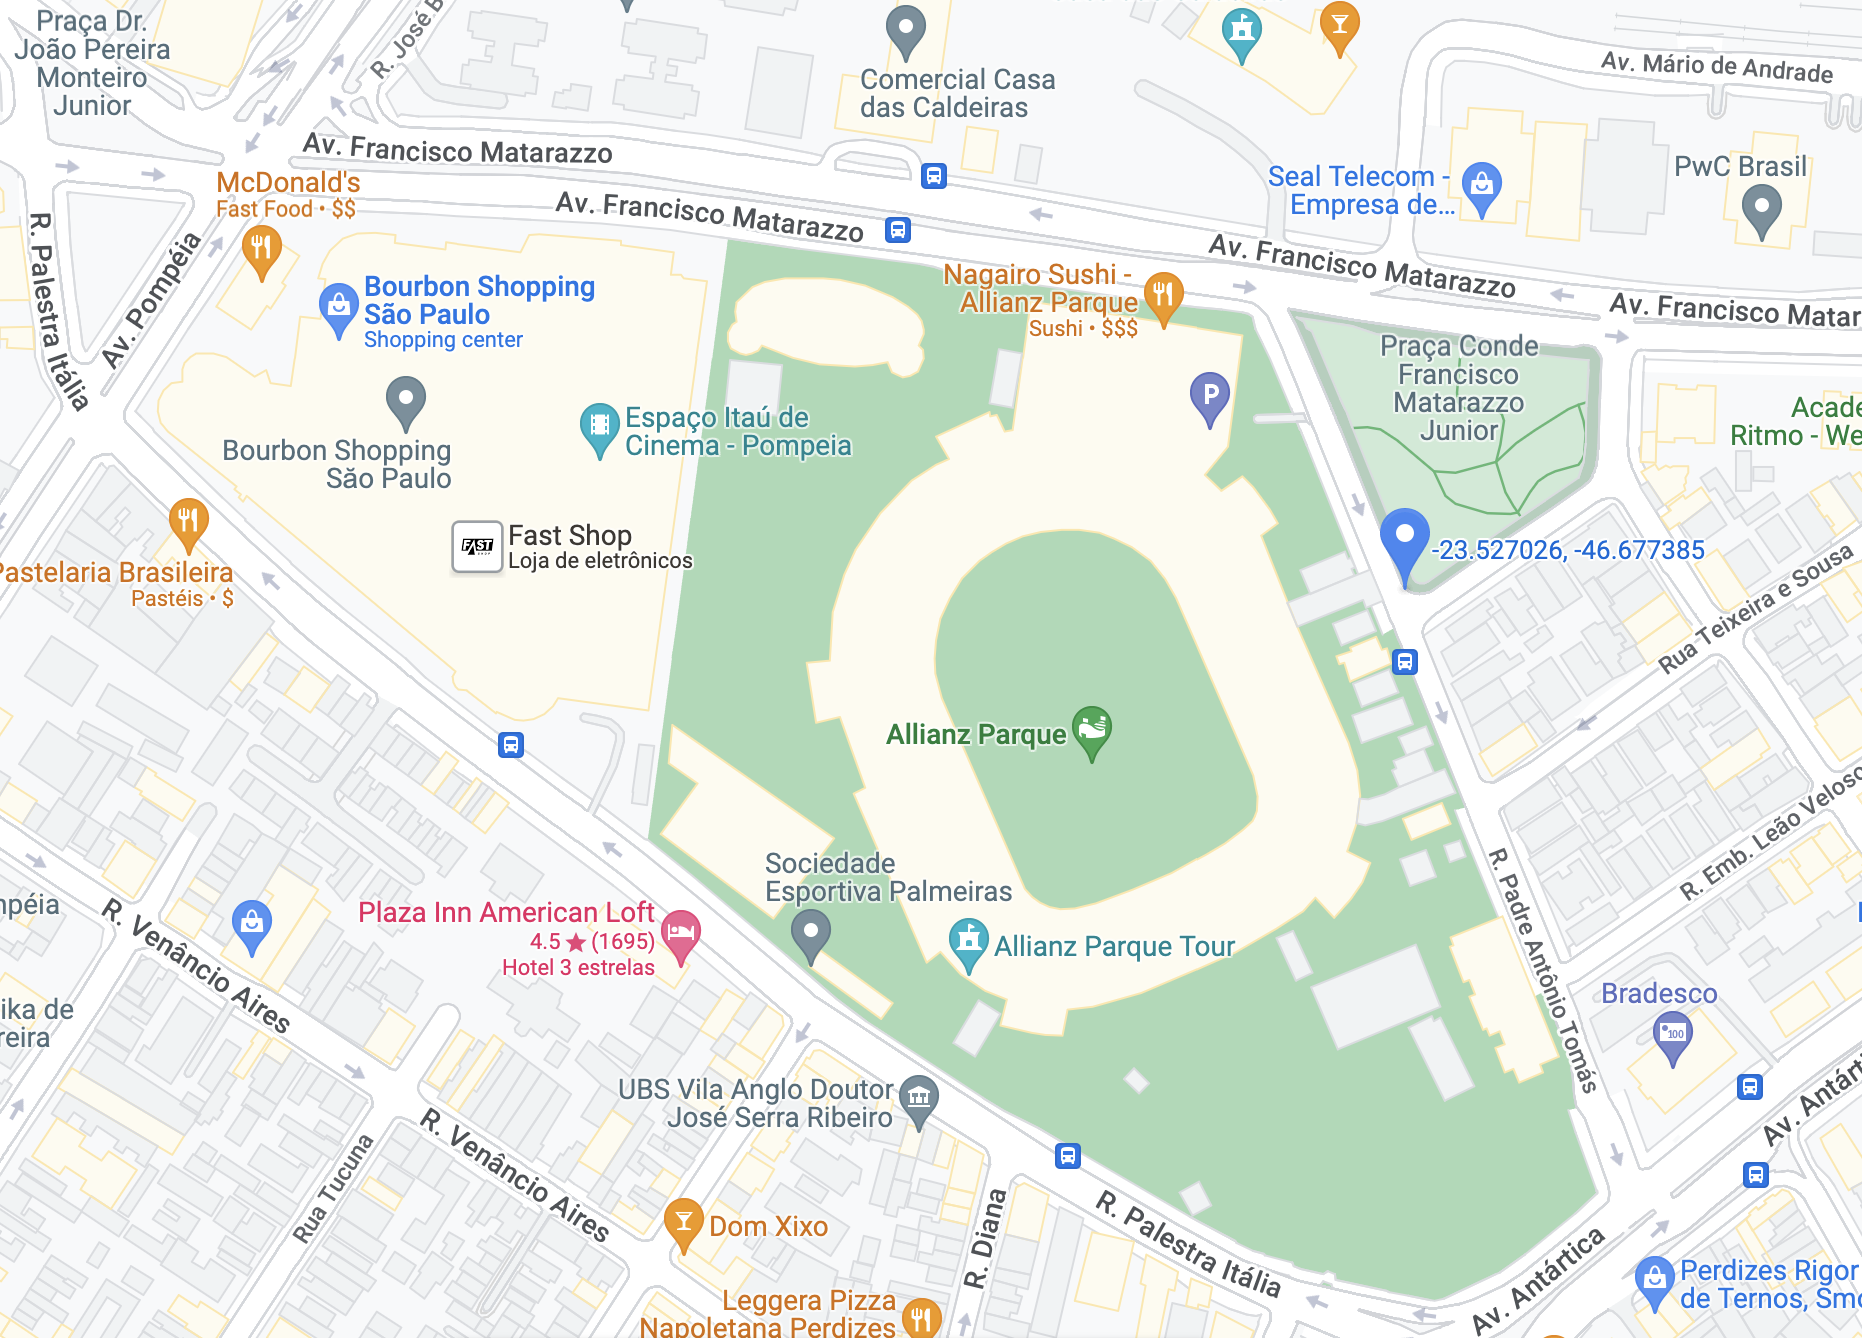 Praça Dr.
João Pereira
Monteiro
Junior
R. José B
Comercial Casa
das Caldeiras
Av. Mário de Andrade
PwC Brasil
Seal Telecom -
Empresa de...
Av. Francisco Matarazzo
Av. Francisco Matarazzo
Av. Francisco Matarazzo
Av. Francisco Matar
McDonald's
Fast Food • $$
R. Palestra Itália
Av. Pompéia
Bourbon Shopping
São Paulo
Shopping center
Nagairo Sushi -
Allianz Parque
Sushi • $$$
P
Praça Conde
Francisco
Matarazzo
Junior
Acade
Ritmo - We
Bourbon Shopping
São Paulo
Espaço Itaú de
Cinema - Pompeia
FAST
SHOP
Fast Shop
Loja de eletrônicos
Pastelaria Brasileira
Pastéis • $
-23.527026, -46.677385
Rua Teixeira e Sousa
Allianz Parque
R. Emb. Leão Veloso
Sociedade
Esportiva Palmeiras
Plaza Inn American Loft
4.5 ★ (1695)
Hotel 3 estrelas
Allianz Parque Tour
R. Padre Antônio Tomás
Bradesco
100
npéia
R. Venâncio Aires
ika de
reira
UBS Vila Anglo Doutor
José Serra Ribeiro
R. Venâncio Aires
Rua Tucuna
Dom Xixo
R. Diana
R. Palestra Itália
Av. Antártica
Av. Antárti
Perdizes Rigor
de Ternos, Smo
Leggera Pizza
Napoletana Perdizes